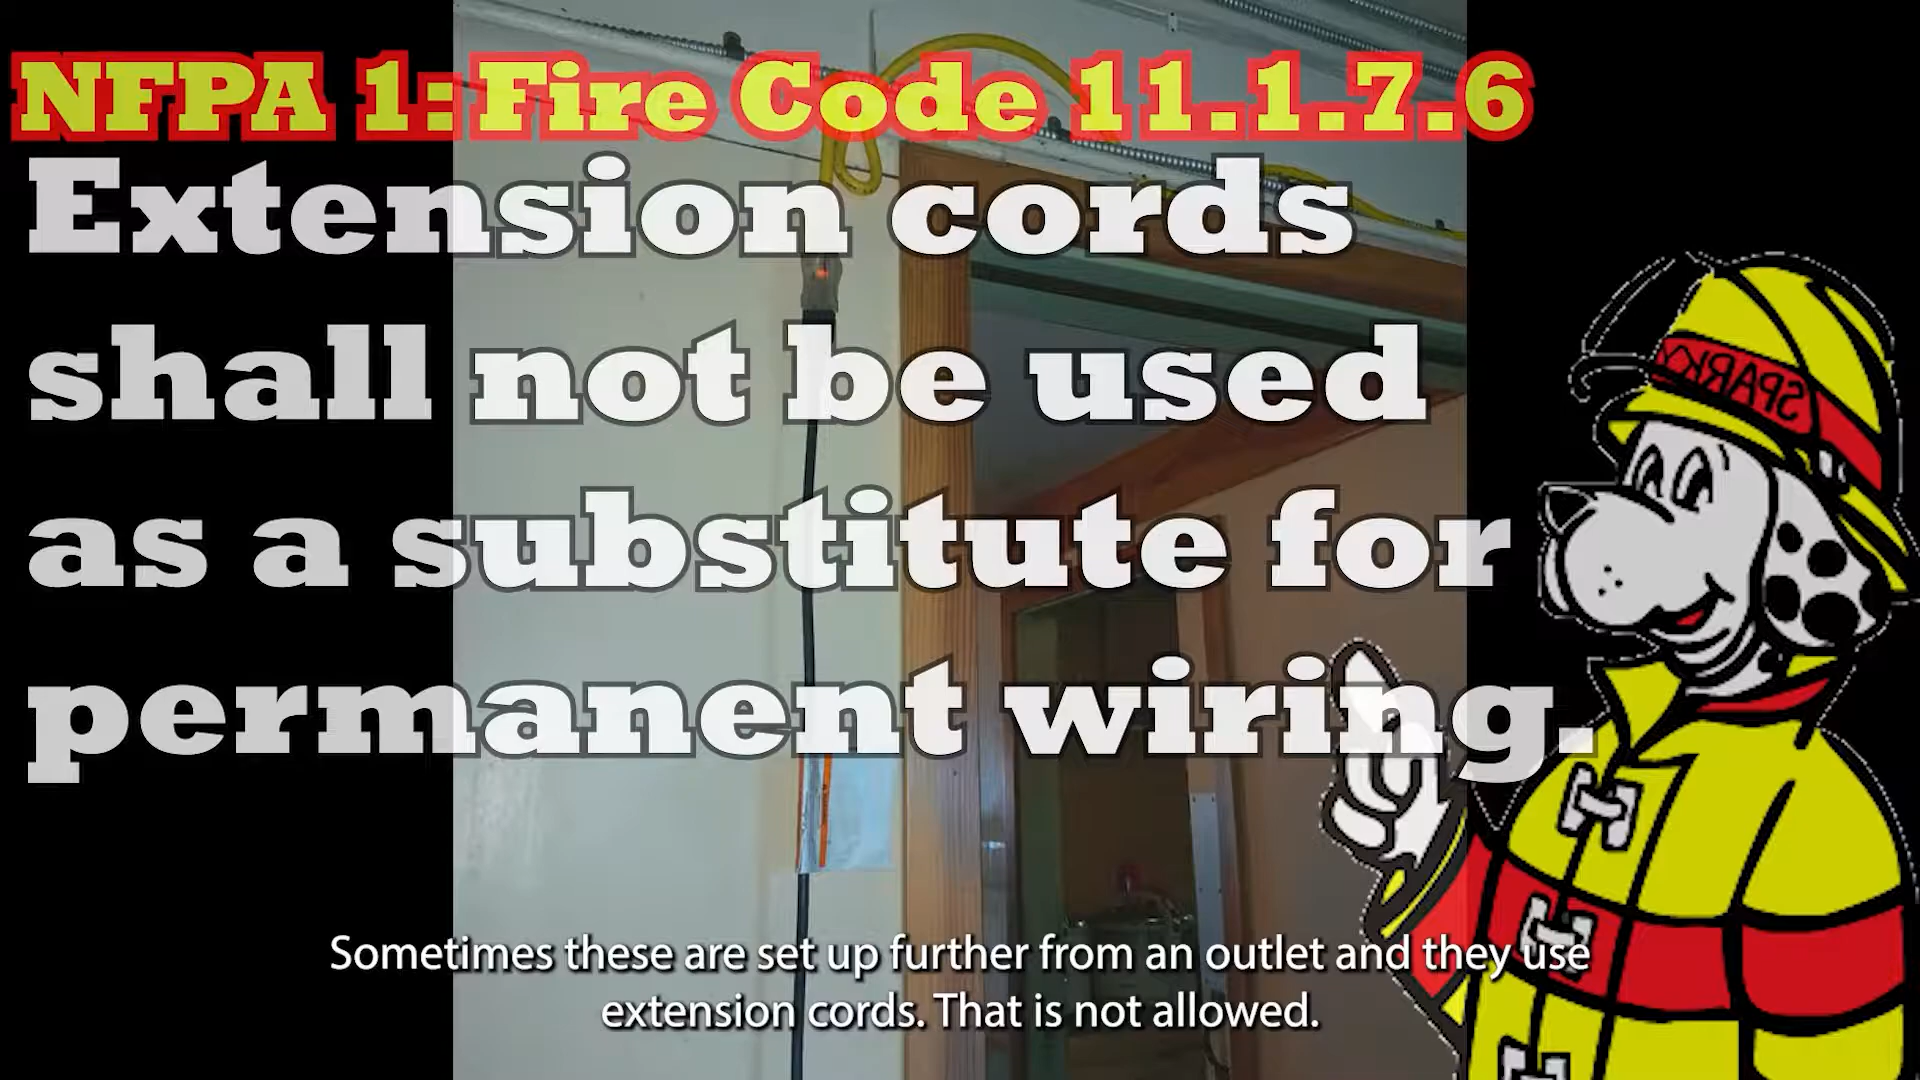 NFPA 1: Fire Code 11.1.7.6
Extension cords
shall not be used
as a substitute for
permanent wiring.
SPARKY
Sometimes these are set up further from an outlet and they use
extension cords. That is not allowed.